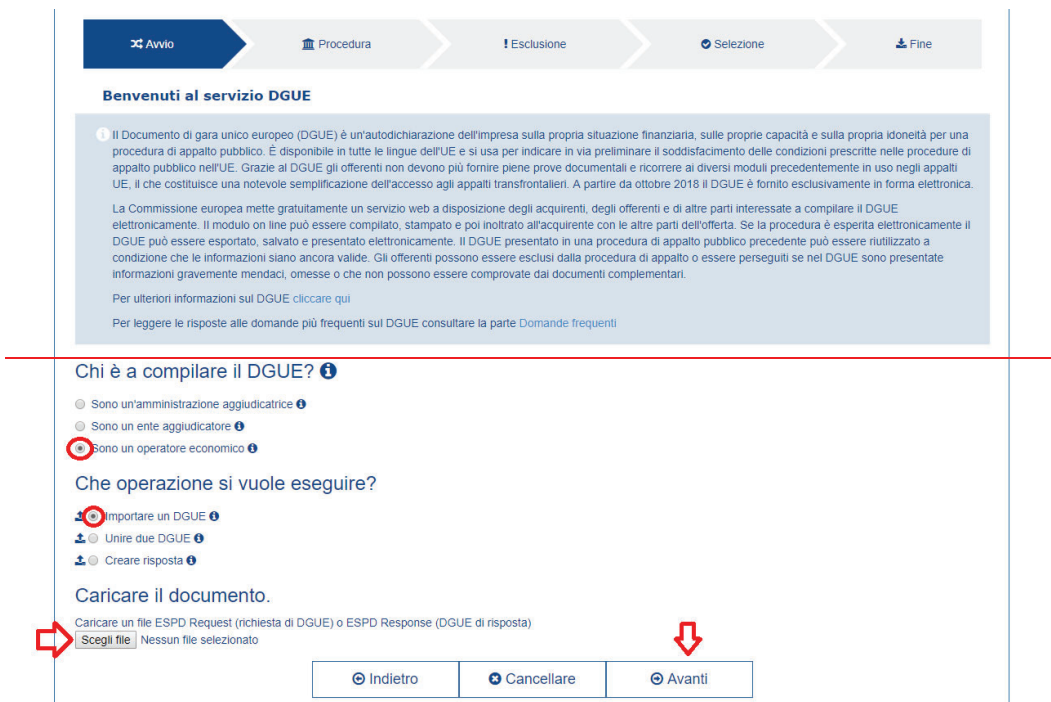 Avvio
Procedura
Esclusione
Selezione
Fine
Benvenuti al servizio DGUE
Il Documento di gara unico europeo (DGUE) è un'autodichiarazione dell'impresa sulla propria situazione finanziaria, sulle proprie capacità e sulla propria idoneità per una
procedura di appalto pubblico. È disponibile in tutte le lingue dell'UE e si usa per indicare in via preliminare il soddisfacimento delle condizioni prescritte nelle procedure di
appalto pubblico nell'UE. Grazie al DGUE gli offerenti non devono più fornire piene prove documentali e ricorrere ai diversi moduli precedentemente in uso negli appalti
UE, il che costituisce una notevole semplificazione dell'accesso agli appalti transfrontalieri. A partire da ottobre 2018 il DGUE è fornito esclusivamente in forma elettronica.
La Commissione europea mette gratuitamente un servizio web a disposizione degli acquirenti, degli offerenti e di altre parti interessate a compilare il DGUE
elettronicamente. Il modulo on line può essere compilato, stampato e poi inoltrato all'acquirente con le altre parti dell'offerta. Se la procedura è esperita elettronicamente il
DGUE può essere esportato, salvato e presentato elettronicamente. Il DGUE presentato in una procedura di appalto pubblico precedente può essere riutilizzato a
condizione che le informazioni siano ancora valide. Gli offerenti possono essere esclusi dalla procedura di appalto o essere perseguiti se nel DGUE sono presentate
informazioni gravemente mendaci, omesse o che non possono essere comprovate dai documenti complementari.
Per ulteriori informazioni sul DGUE cliccare qui
Per leggere le risposte alle domande più frequenti sul DGUE consultare la parte Domande frequenti
Chi è a compilare il DGUE?
Sono un'amministrazione aggiudicatrice
Sono un ente aggiudicatore
Sono un operatore economico
Che operazione si vuole eseguire?
Importare un DGUE
Unire due DGUE
Creare risposta
Caricare il documento.
Caricare un file ESPD Request (richiesta di DGUE) o ESPD Response (DGUE di risposta)
Scegli file Nessun file selezionato
Indietro
Cancellare
Avanti